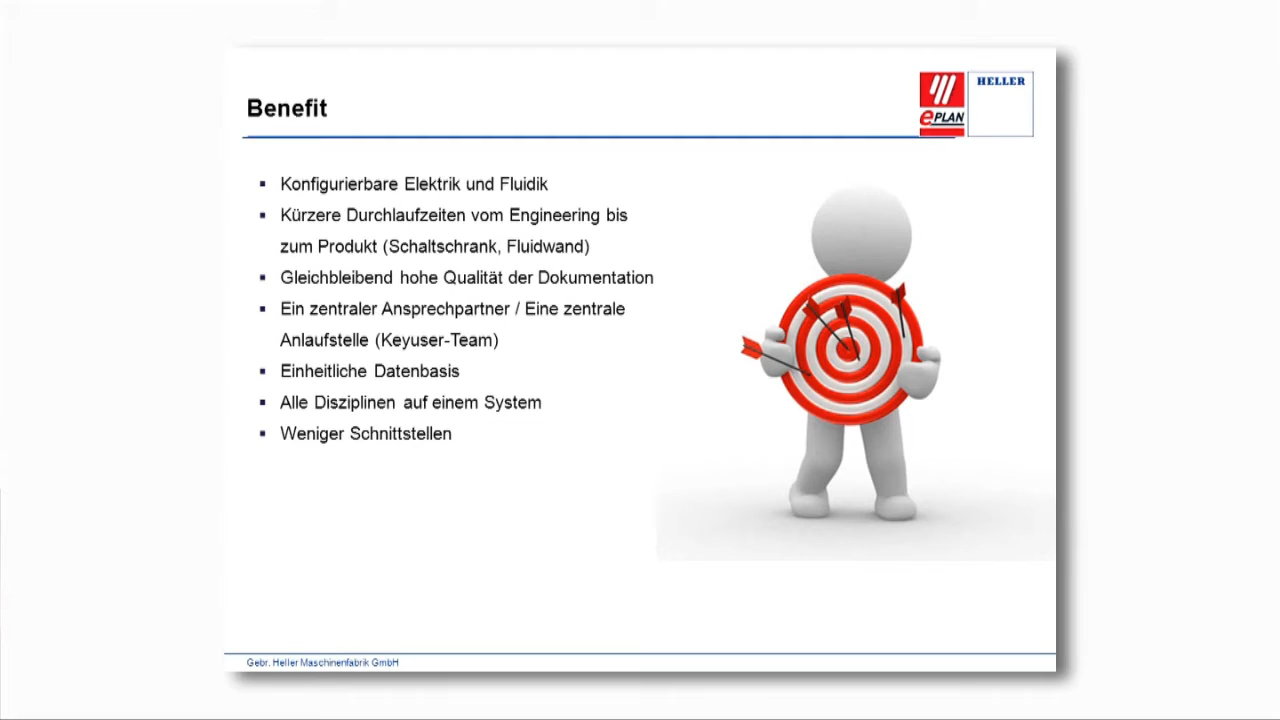 Benefit
ePLAN
HELLER
Konfigurierbare Elektrik und Fluidik
Kürzere Durchlaufzeiten vom Engineering bis
zum Produkt (Schaltschrank, Fluidwand)
Gleichbleibend hohe Qualität der Dokumentation
Ein zentraler Ansprechpartner / Eine zentrale
Anlaufstelle (Keyuser-Team)
Einheitliche Datenbasis
Alle Disziplinen auf einem System
Weniger Schnittstellen
Gebr. Heller Maschinenfabrik GmbH